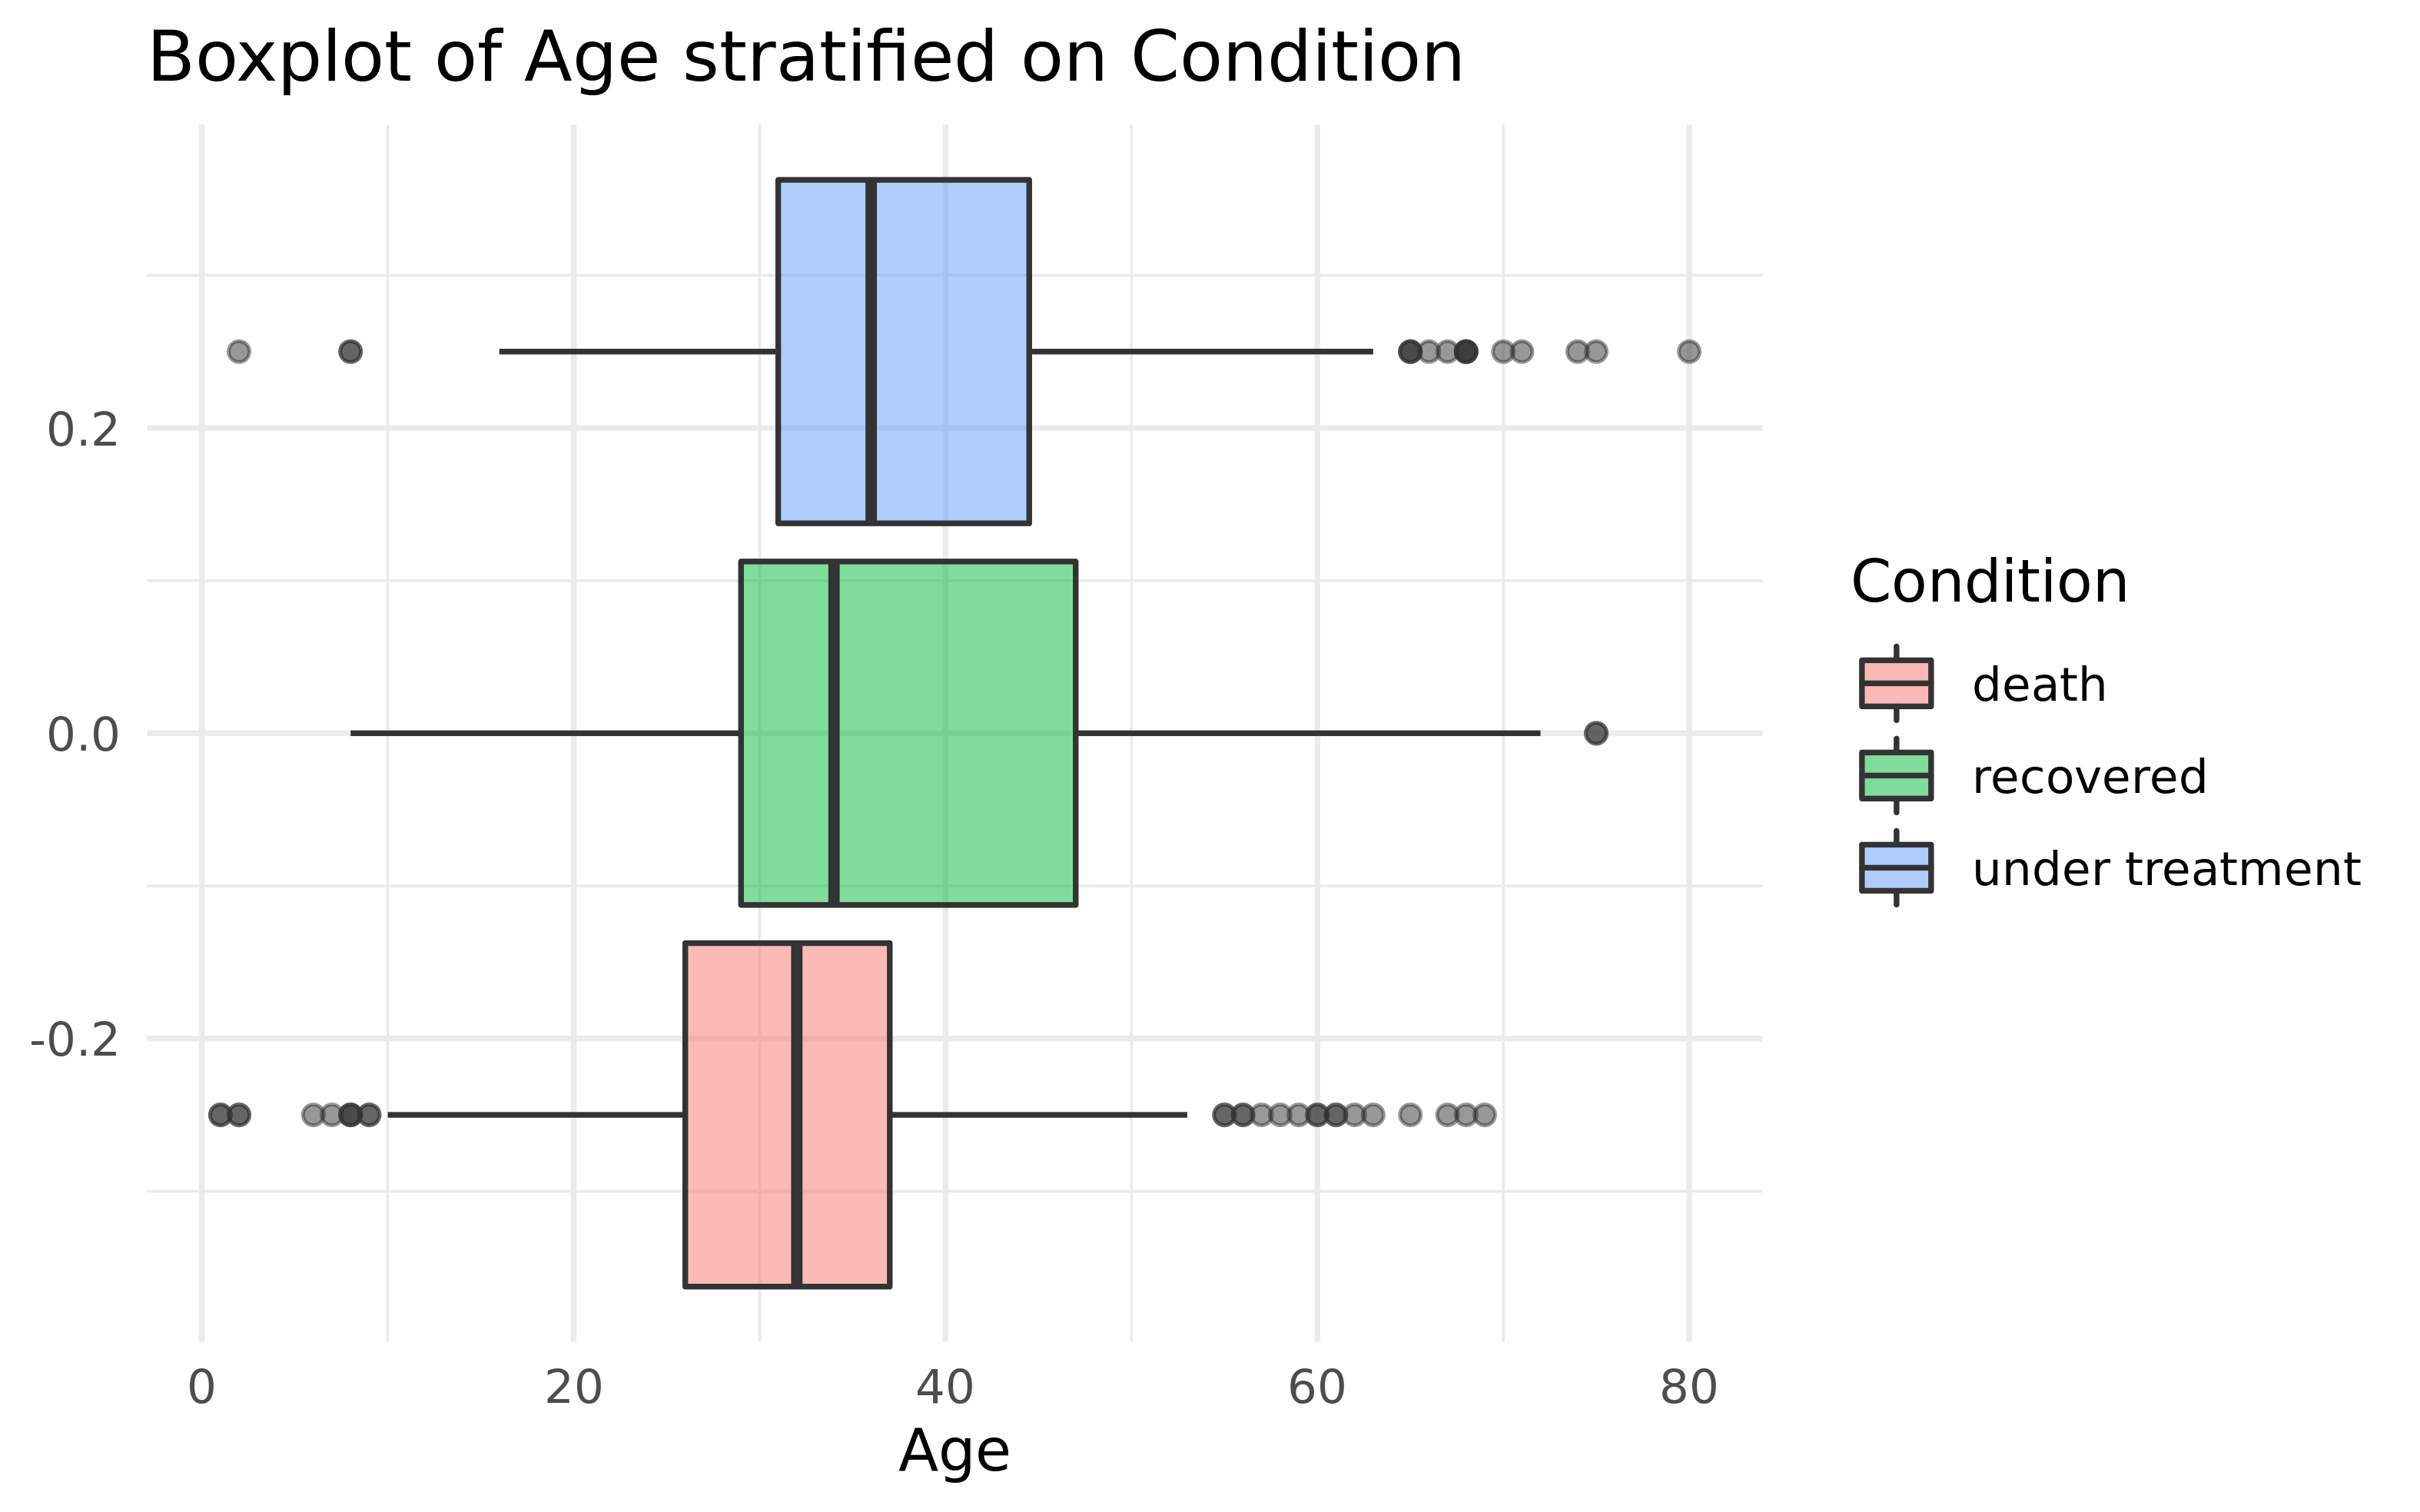 Boxplot of Age stratified on Condition
0.2
0.0
-0.2
0 20 40 60 80
Age
Condition
death
recovered
under treatment